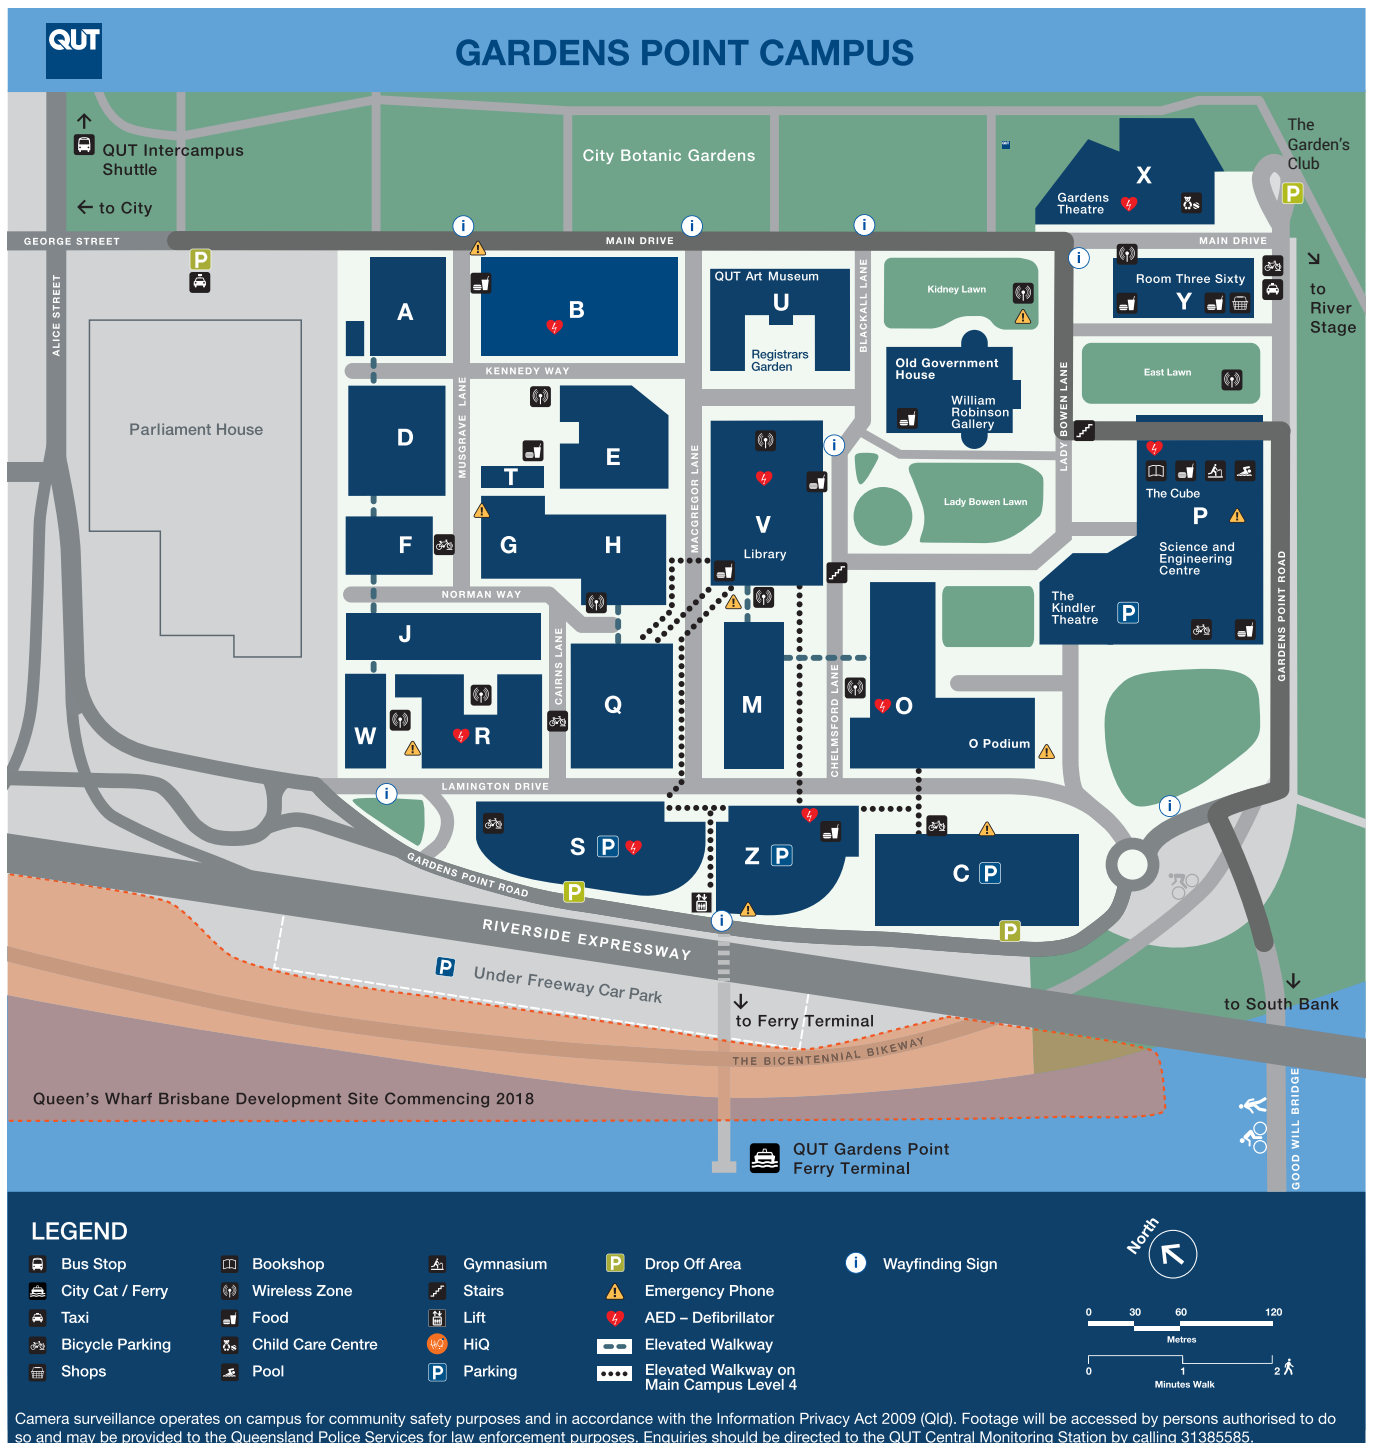 QUT
GARDENS POINT CAMPUS
The
Garden's
Club
QUT Intercampus
Shuttle
City Botanic Gardens
X
Gardens
Theatre
P
← to City
GEORGE STREET
MAIN DRIVE
MAIN DRIVE
P
ALICE STREET
A
B
QUT Art Museum
U
Registrars
Garden
BLACKALL LANE
Kidney Lawn
Room Three Sixty
Y
to
River
Stage
KENNEDY WAY
Old Government
House
William
Robinson
Gallery
LADY BOWEN LANE
East Lawn
Parliament House
D
MUSGRAVE LANE
E
T
MACGREGOR LANE
V
Library
Lady Bowen Lawn
The Cube
P
Science and
Engineering
Centre
F
G
H
NORMAN WAY
The
Kindler
Theatre
P
GARDENS POINT ROAD
J
CAIRNS LANE
Q
M
CHELMSFORD LANE
O
O Podium
W
R
LAMINGTON DRIVE
S
P
Z
P
C
P
GARDENS POINT ROAD
P
P
RIVERSIDE EXPRESSWAY
P
Under Freeway Car Park
to South Bank
to Ferry Terminal
THE BICENTENNIAL BIKEWAY
Queen's Wharf Brisbane Development Site Commencing 2018
QUT Gardens Point
Ferry Terminal
GOOD WILL BRIDGE
LEGEND
Bus Stop
City Cat / Ferry
Taxi
Bicycle Parking
Shops
Bookshop
Wireless Zone
Food
Child Care Centre
Pool
Gymnasium
Stairs
Lift
HiQ
P Parking
P Drop Off Area
Emergency Phone
AED – Defibrillator
Elevated Walkway
Elevated Walkway on
Main Campus Level 4
i Wayfinding Sign
North
0 30 60 120
Metres
0 1 2
Minutes Walk
Camera surveillance operates on campus for community safety purposes and in accordance with the Information Privacy Act 2009 (Qld). Footage will be accessed by persons authorised to do
so and may be provided to the Queensland Police Services for law enforcement purposes. Enquiries should be directed to the QUT Central Monitoring Station by calling 31385585.